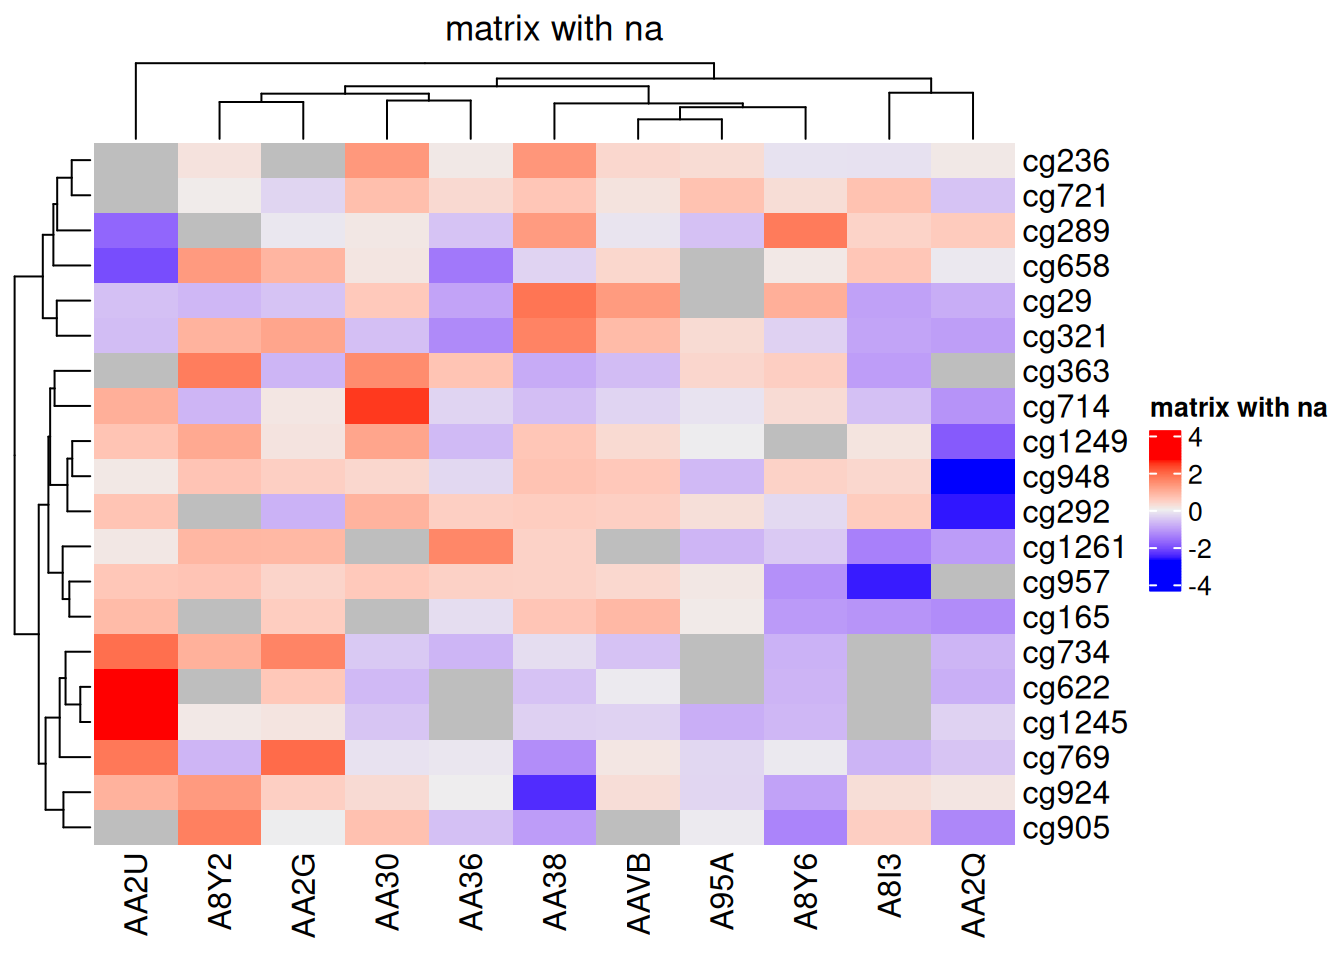 matrix with na
cg236
cg721
cg289
cg658
cg29
cg321
cg363
cg714
cg1249
cg948
cg292
cg1261
cg957
cg165
cg734
cg622
cg1245
cg769
cg924
cg905
AA2U
A8Y2
AA2G
AA30
AA36
AA38
AAVB
A95A
A8Y6
A8I3
AA2Q
matrix with na
4
2
0
-2
-4